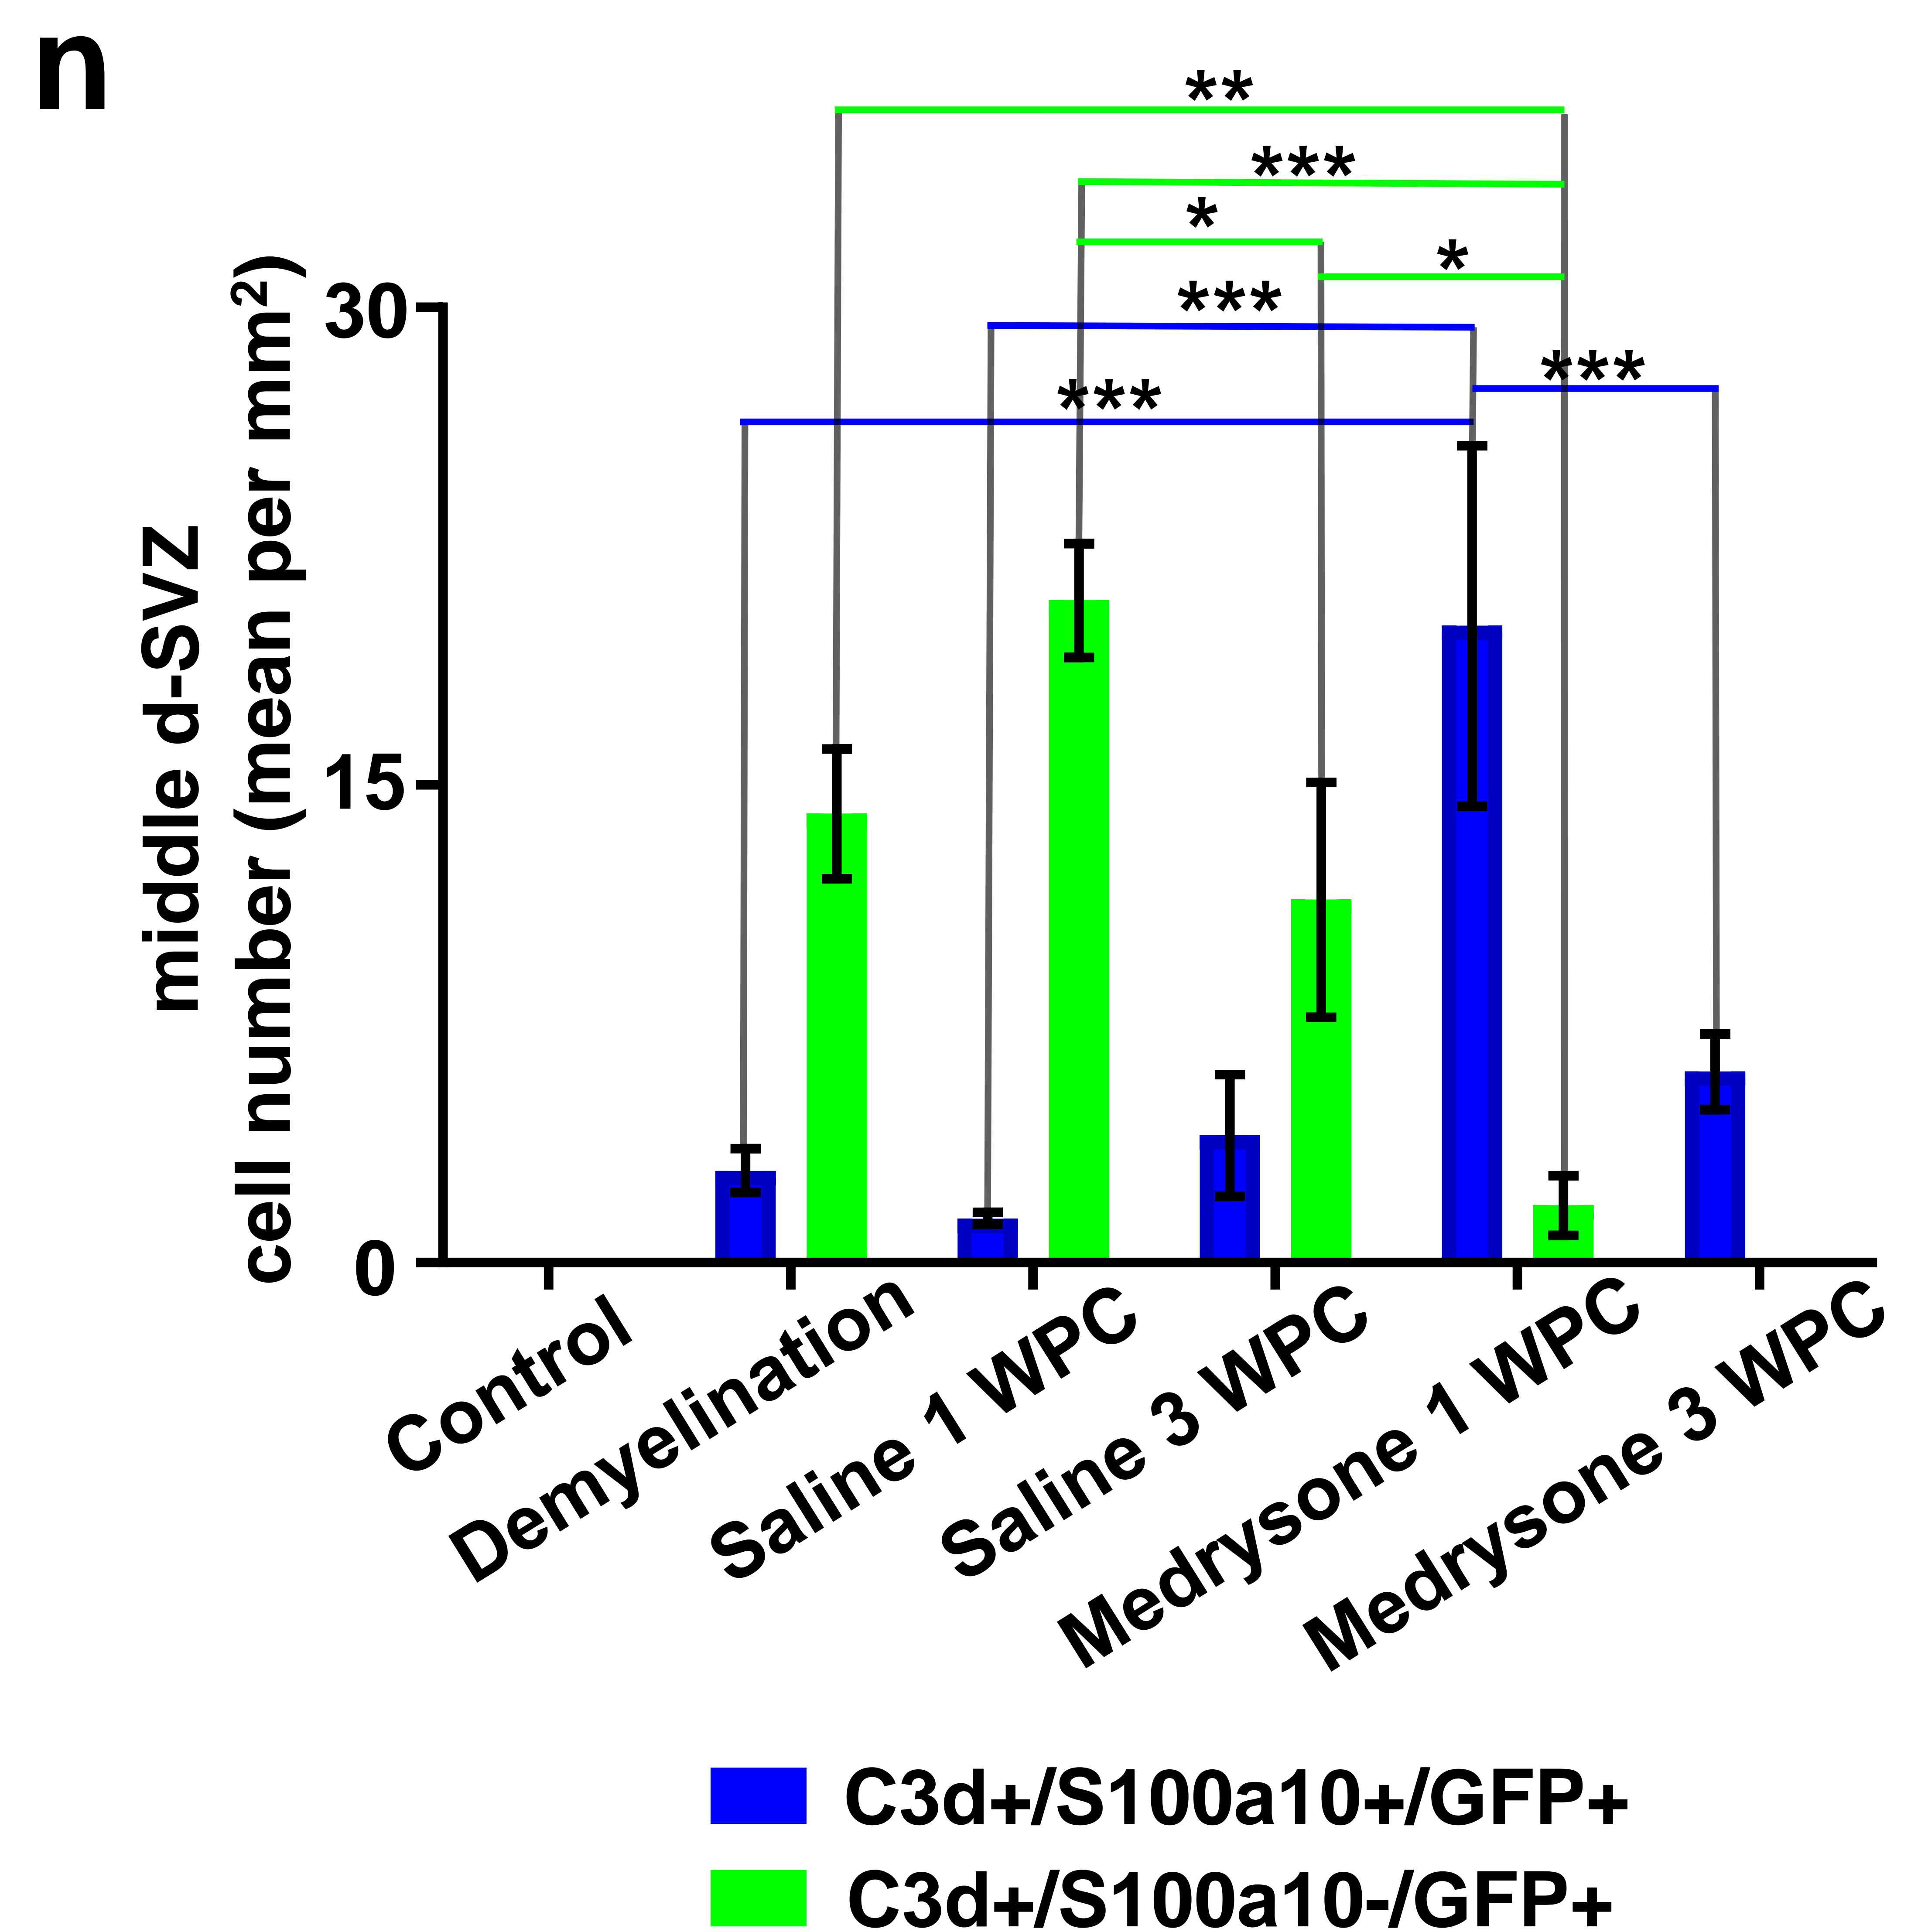 n
**
***
*
*
***
***
***
middle d-SVZ
cell number (mean per mm²)
30
15
0
Control
Demyelination
Saline 1 WPC
Saline 3 WPC
Medrysone 1 WPC
Medrysone 3 WPC
C3d+/S100a10+/GFP+
C3d+/S100a10-/GFP+